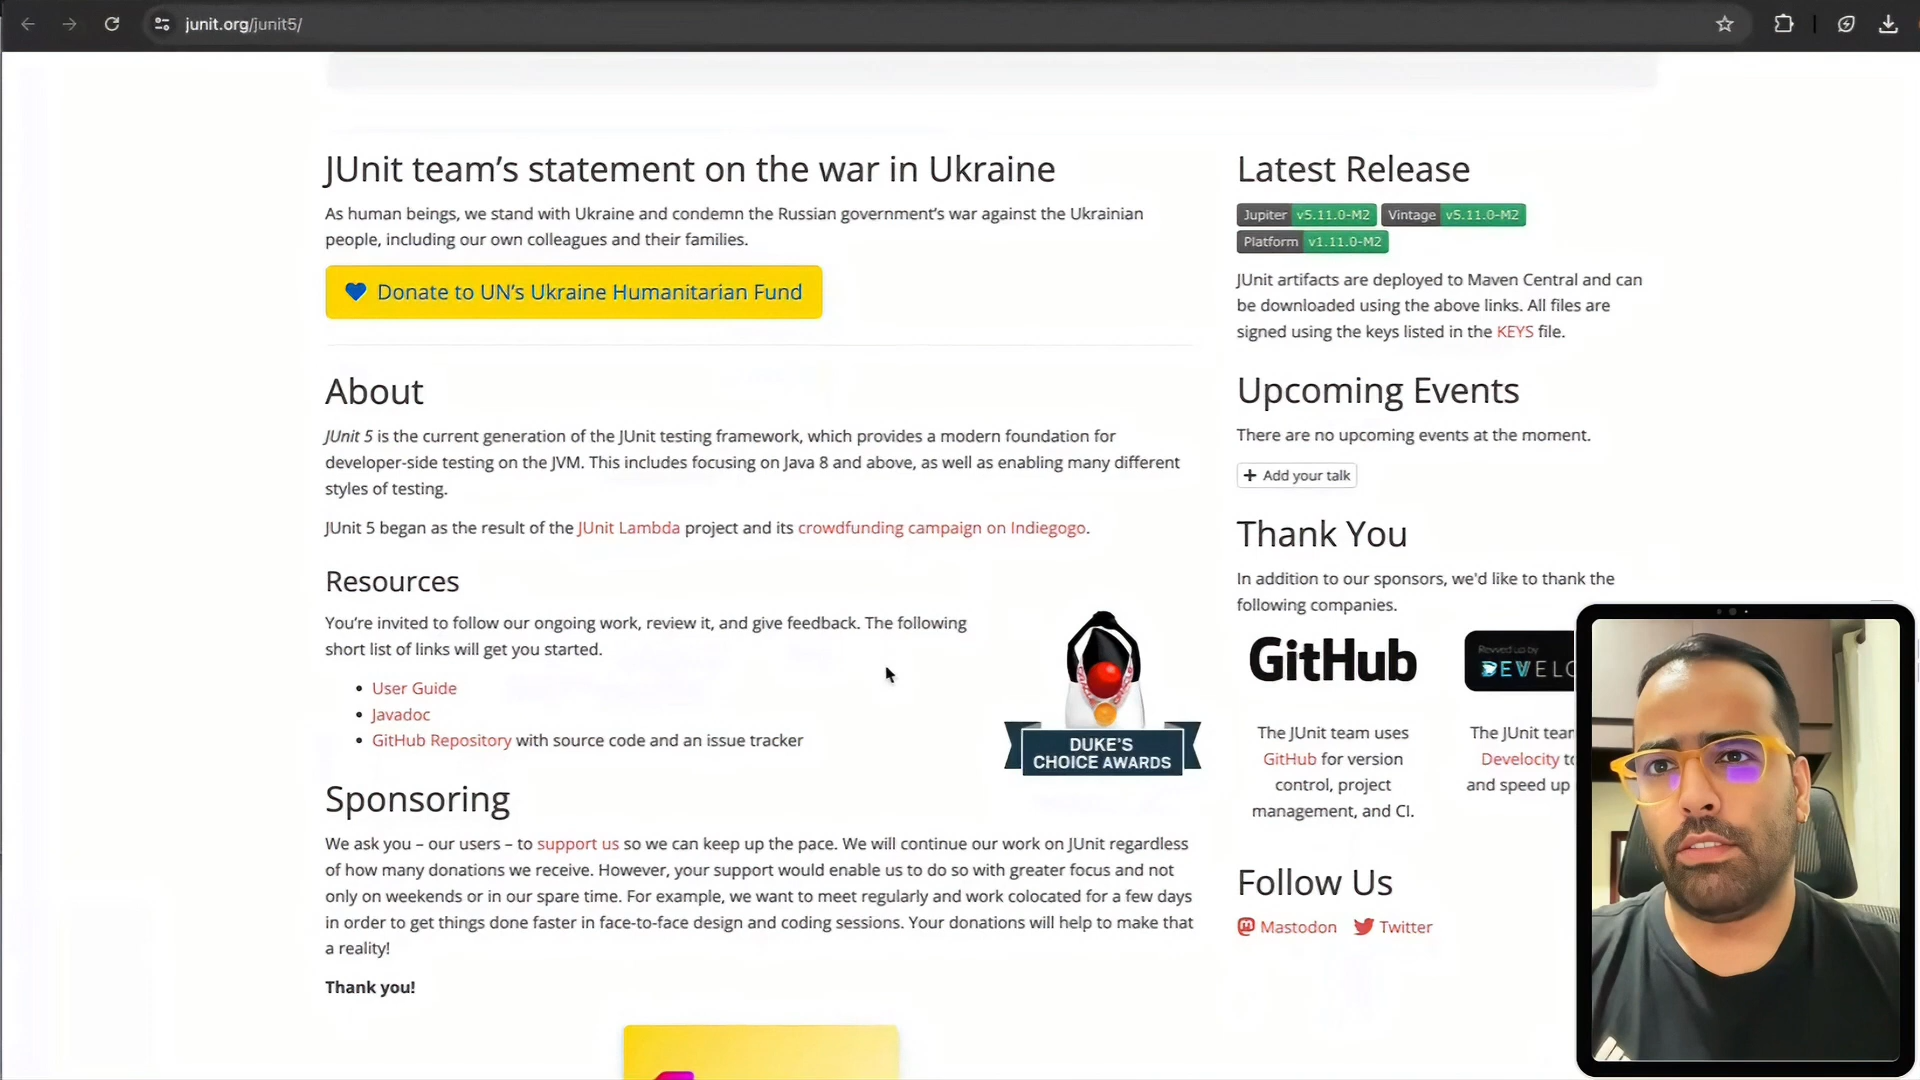 junit.org/junit5/
JUnit team’s statement on the war in Ukraine
As human beings, we stand with Ukraine and condemn the Russian government’s war against the Ukrainian
people, including our own colleagues and their families.
Donate to UN’s Ukraine Humanitarian Fund
About
JUnit 5 is the current generation of the JUnit testing framework, which provides a modern foundation for
developer-side testing on the JVM. This includes focusing on Java 8 and above, as well as enabling many different
styles of testing.
JUnit 5 began as the result of the JUnit Lambda project and its crowdfunding campaign on Indiegogo.
Resources
You’re invited to follow our ongoing work, review it, and give feedback. The following
short list of links will get you started.
• User Guide
• Javadoc
• GitHub Repository with source code and an issue tracker
DUKE'S
CHOICE AWARDS
Sponsoring
We ask you – our users – to support us so we can keep up the pace. We will continue our work on JUnit regardless
of how many donations we receive. However, your support would enable us to do so with greater focus and not
only on weekends or in our spare time. For example, we want to meet regularly and work colocated for a few days
in order to get things done faster in face-to-face design and coding sessions. Your donations will help to make that
a reality!
Thank you!
Latest Release
Jupiter v5.11.0-M2 Vintage v5.11.0-M2
Platform v1.11.0-M2
JUnit artifacts are deployed to Maven Central and can
be downloaded using the above links. All files are
signed using the keys listed in the KEYS file.
Upcoming Events
There are no upcoming events at the moment.
+ Add your talk
Thank You
In addition to our sponsors, we'd like to thank the
following companies.
GitHub
The JUnit team uses
GitHub for version
control, project
management, and CI.
Revved up by
DEVELO
The JUnit tea
Develocity to
and speed up
Follow Us
Mastodon Twitter